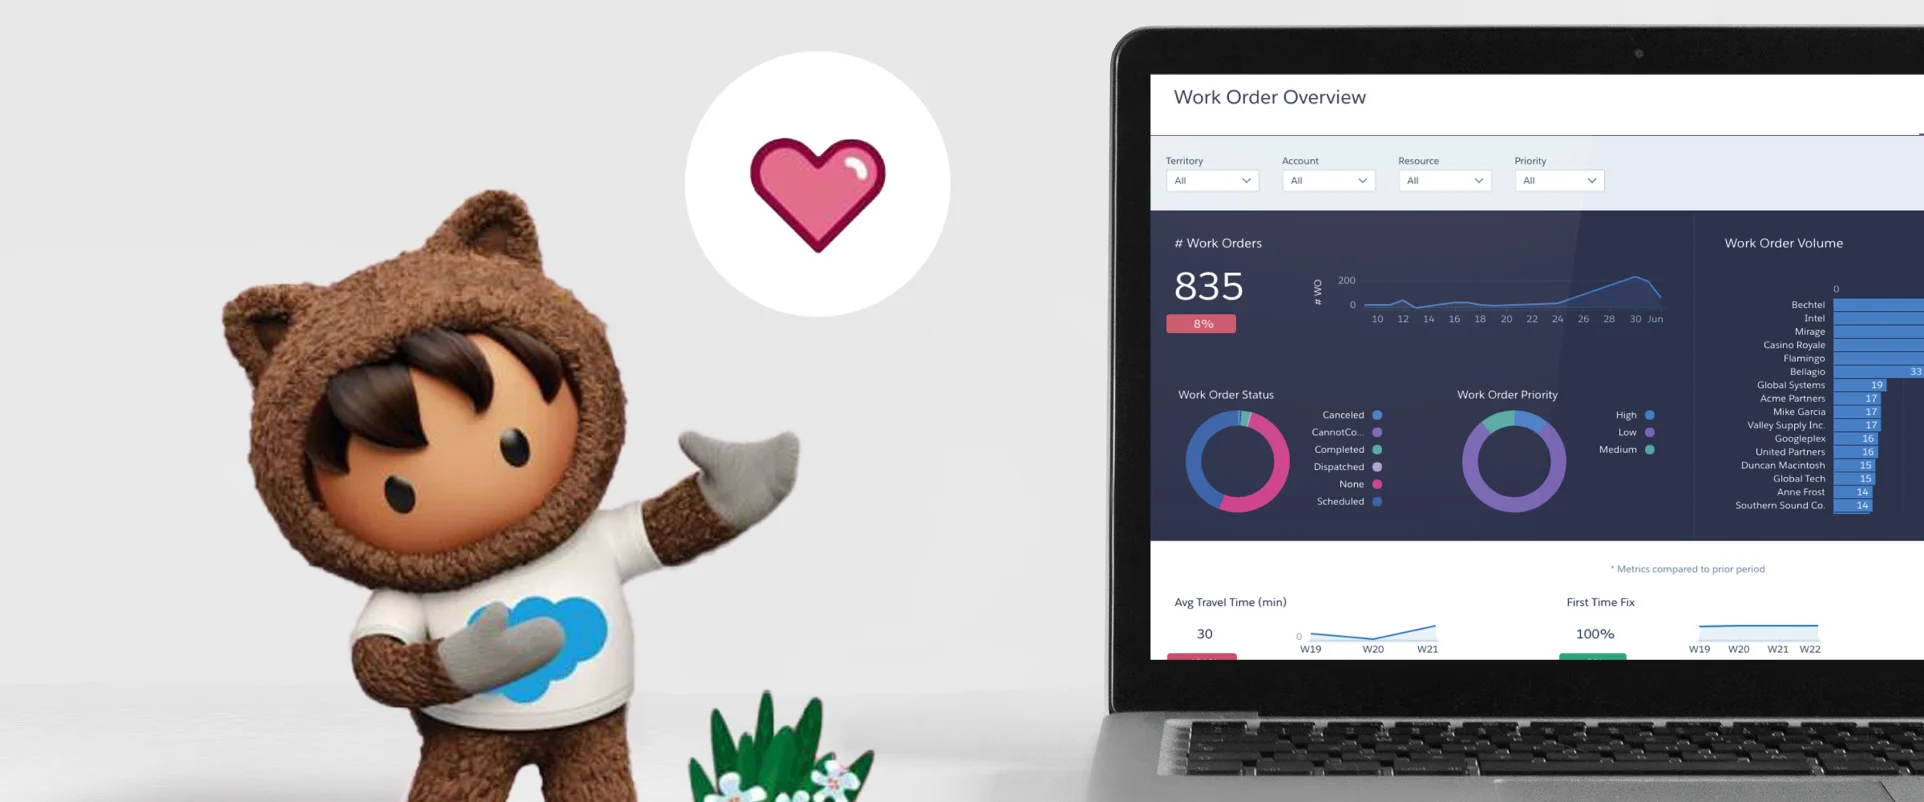 Work Order Overview
Territory Account Resource Priority
All All All All
# Work Orders
835
8%
# WO
200
0
10 12 14 16 18 20 22 24 26 28 30 Jun
Work Order Status
Canceled
CannotCo...
Completed
Dispatched
None
Scheduled
Work Order Priority
High
Low
Medium
Work Order Volume
0
Bechtel
Intel
Mirage
Casino Royale
Flamingo
Bellagio 33
Global Systems 19
Acme Partners 17
Mike Garcia 17
Valley Supply Inc. 17
Googleplex 16
United Partners 16
Duncan Macintosh 15
Global Tech 15
Anne Frost 14
Southern Sound Co. 14
* Metrics compared to prior period
Avg Travel Time (min)
30
0
W19 W20 W21
First Time Fix
100%
W19 W20 W21 W22